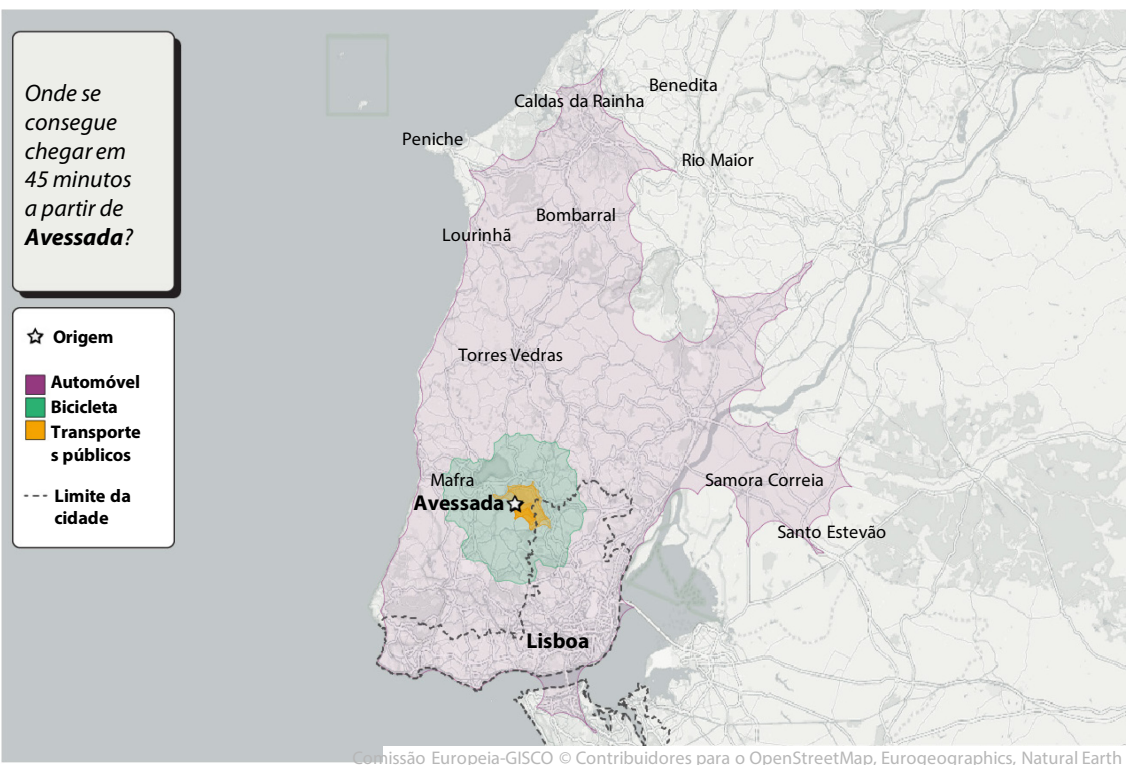 Onde se
consegue
chegar em
45 minutos
a partir de
Avessada?
Origem
Automóvel
Bicicleta
Transporte
s públicos
Limite da
cidade
Benedita
Caldas da Rainha
Peniche
Rio Maior
Bombarral
Lourinhã
Torres Vedras
Mafra
Avessada
Samora Correia
Santo Estevão
Lisboa
Comissão Europeia-GISCO © Contribuidores para o OpenStreetMap, Eurogeographics, Natural Earth